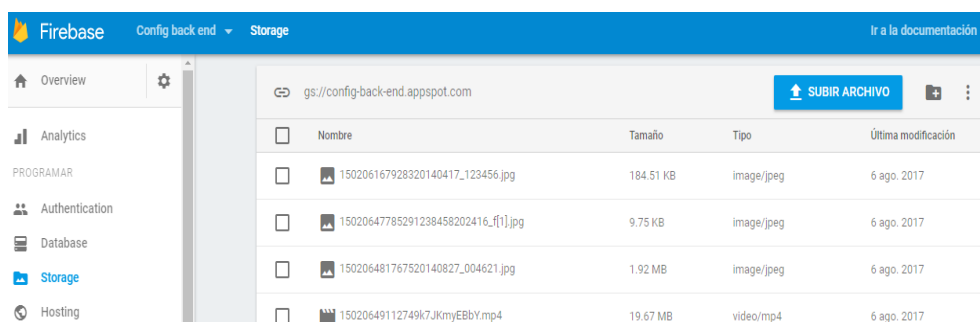 Firebase Config back end Storage Ir a la documentación
Overview
Analytics
PROGRAMAR
Authentication
Database
Storage
Hosting
gs://config-back-end.appspot.com SUBIR ARCHIVO
Nombre Tamaño Tipo Última modificación
150206167928320140417_123456.jpg 184.51 KB image/jpeg 6 ago. 2017
15020647785291238458202416_f[1].jpg 9.75 KB image/jpeg 6 ago. 2017
150206481767520140827_004621.jpg 1.92 MB image/jpeg 6 ago. 2017
15020649112749k7JKmyEBbY.mp4 19.67 MB video/mp4 6 ago. 2017